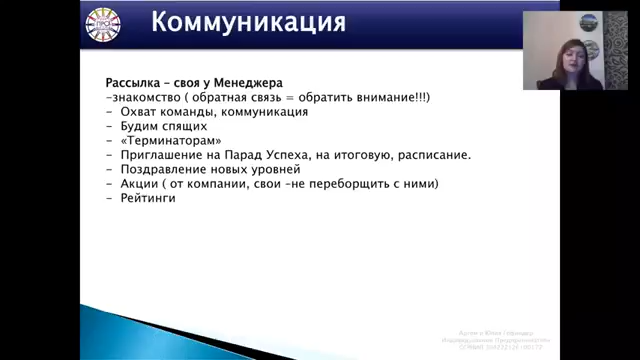 Коммуникация
Рассылка – своя у Менеджера
-знакомство ( обратная связь = обратить внимание!!!)
- Охват команды, коммуникация
- Будим спящих
- «Терминаторам»
- Приглашение на Парад Успеха, на итоговую, расписание.
- Поздравление новых уровней
- Акции ( от компании, свои –не переборщить с ними)
- Рейтинги